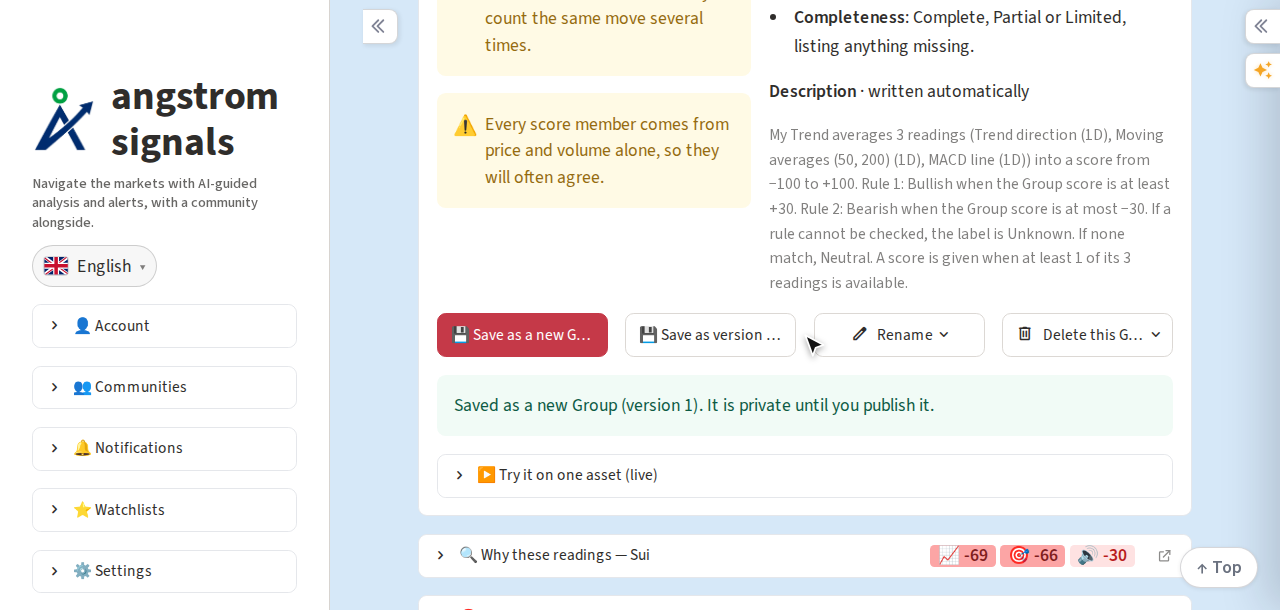 angstrom
signals
Navigate the markets with AI-guided
analysis and alerts, with a community
alongside.
English
Account
Communities
Notifications
Watchlists
Settings
count the same move several
times.
Every score member comes from
price and volume alone, so they
will often agree.
Completeness: Complete, Partial or Limited,
listing anything missing.
Description · written automatically
My Trend averages 3 readings (Trend direction (1D), Moving
averages (50, 200) (1D), MACD line (1D)) into a score from
−100 to +100. Rule 1: Bullish when the Group score is at least
+30. Rule 2: Bearish when the Group score is at most −30. If a
rule cannot be checked, the label is Unknown. If none
match, Neutral. A score is given when at least 1 of its 3
readings is available.
Save as a new G…
Save as version …
Rename
Delete this G…
Saved as a new Group (version 1). It is private until you publish it.
Try it on one asset (live)
Why these readings — Sui
-69
-66
-30
↑ Top